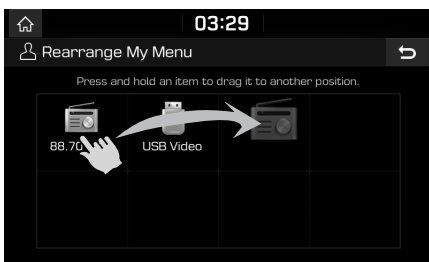 03:29
Rearrange My Menu
Press and hold an item to drag it to another position.
88.70
USB Video